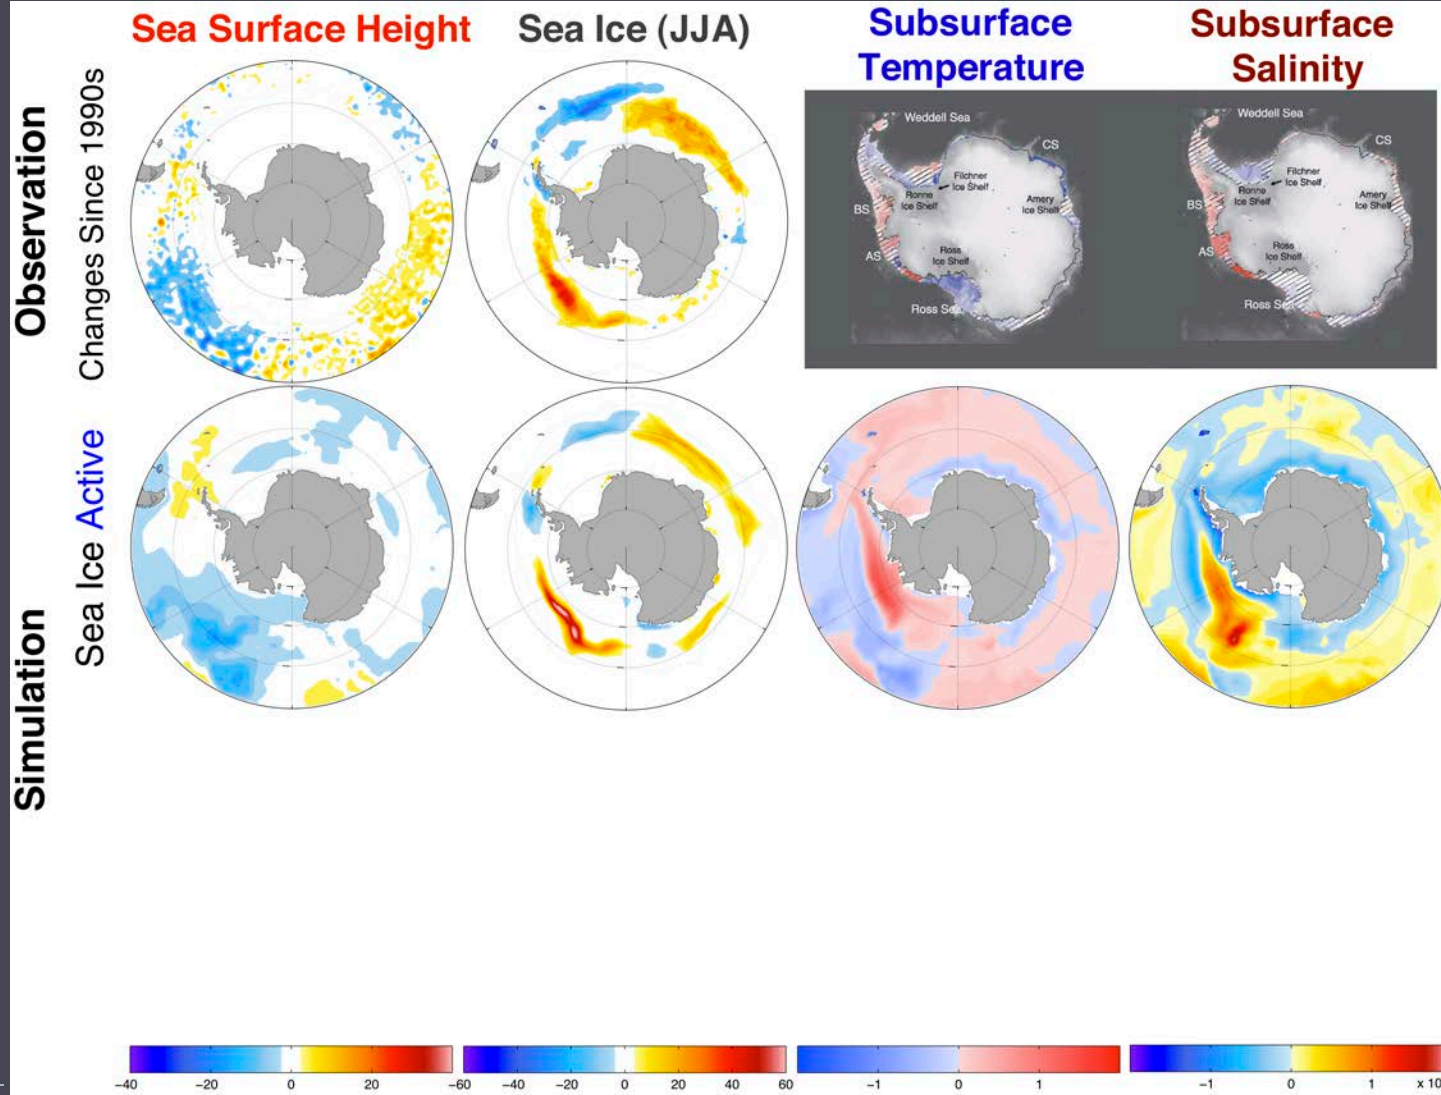 Sea Surface Height
Sea Ice (JJA)
Subsurface
Temperature
Subsurface
Salinity
Observation
Changes Since 1990s
Weddell Sea
CS
Filchner
Ice Shelf
Ronne
Ice Shelf
Amery
Ice Shelf
BS
AS
Ross
Ice Shelf
Ross Sea
Weddell Sea
CS
Filchner
Ice Shelf
Ronne
Ice Shelf
Amery
Ice Shelf
BS
AS
Ross
Ice Shelf
Ross Sea
Simulation
Sea Ice Active
−40 −20 0 20
−60 −40 −20 0 20 40 60
−1 0 1
−1 0 1 x 10